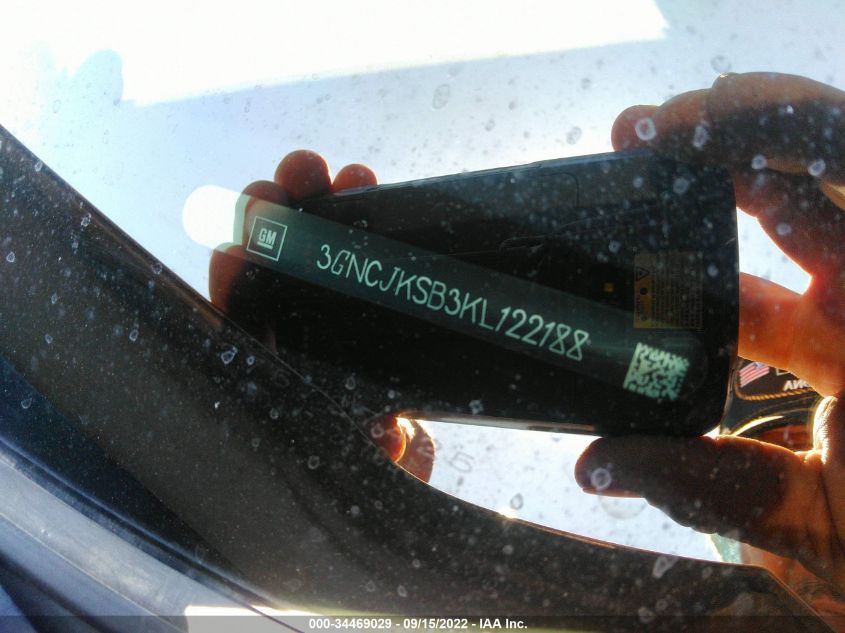 GM
3GNCJKSB3KL122188
000-34469029 - 09/15/2022 - IAA Inc.